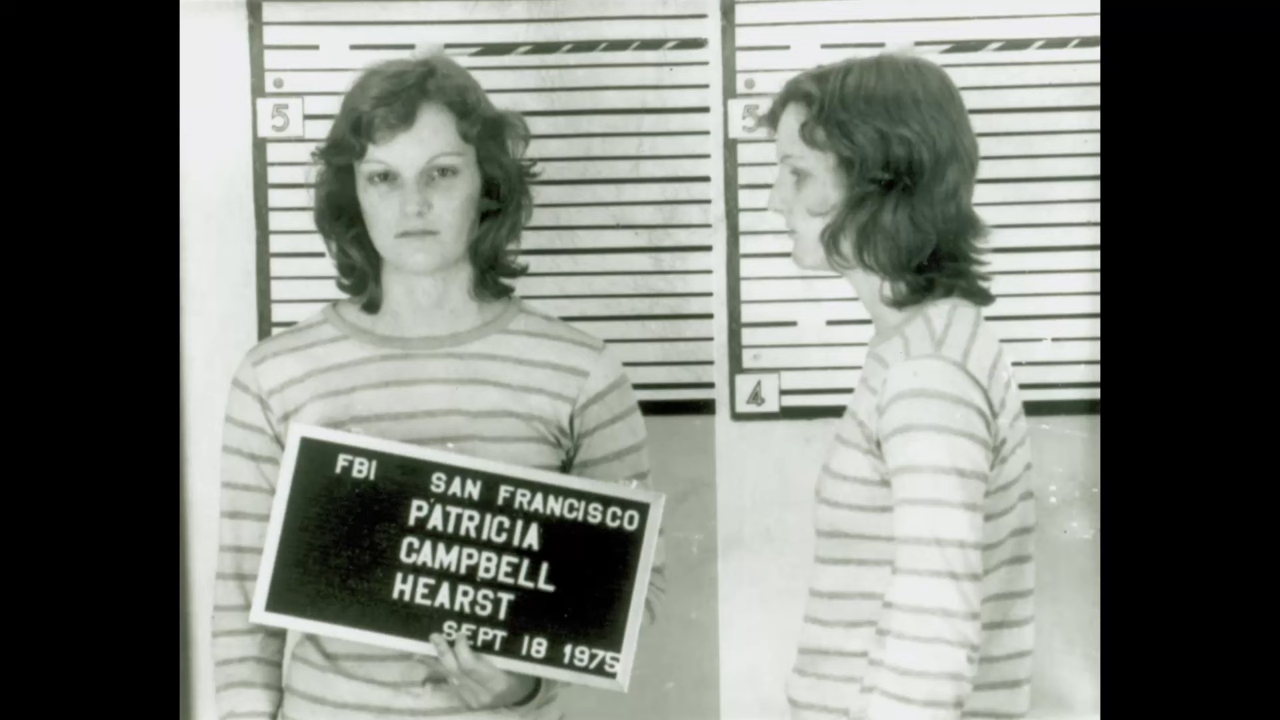 5
5
4
FBI SAN FRANCISCO
PATRICIA
CAMPBELL
HEARST
SEPT 18 1975